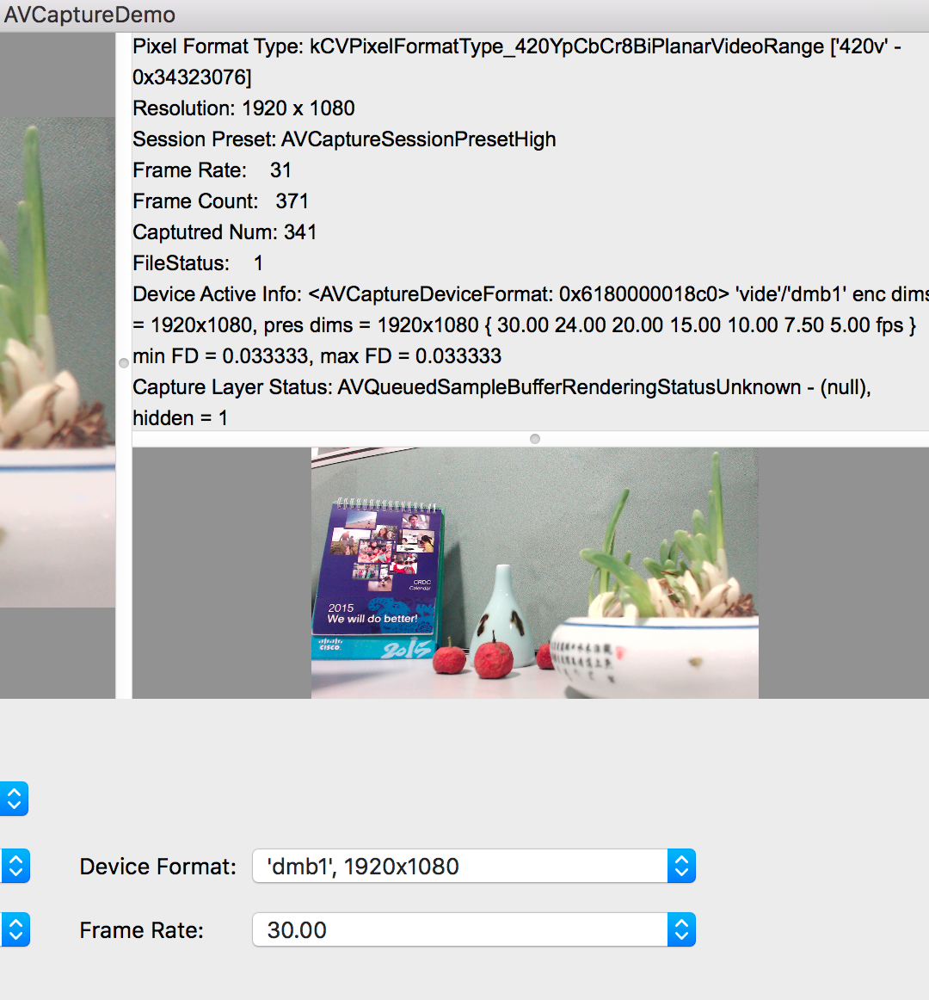 AVCaptureDemo
Pixel Format Type: kCVPixelFormatType_420YpCbCr8BiPlanarVideoRange ['420v' -
0x34323076]
Resolution: 1920 x 1080
Session Preset: AVCaptureSessionPresetHigh
Frame Rate: 31
Frame Count: 371
Captutred Num: 341
FileStatus: 1
Device Active Info: <AVCaptureDeviceFormat: 0x6180000018c0> 'vide'/'dmb1' enc dims
= 1920x1080, pres dims = 1920x1080 { 30.00 24.00 20.00 15.00 10.00 7.50 5.00 fps }
min FD = 0.033333, max FD = 0.033333
Capture Layer Status: AVQueuedSampleBufferRenderingStatusUnknown - (null),
hidden = 1
CRDC
Calendar
2015
We will do better!
CISCO
2015
Device Format: 'dmb1', 1920x1080
Frame Rate: 30.00